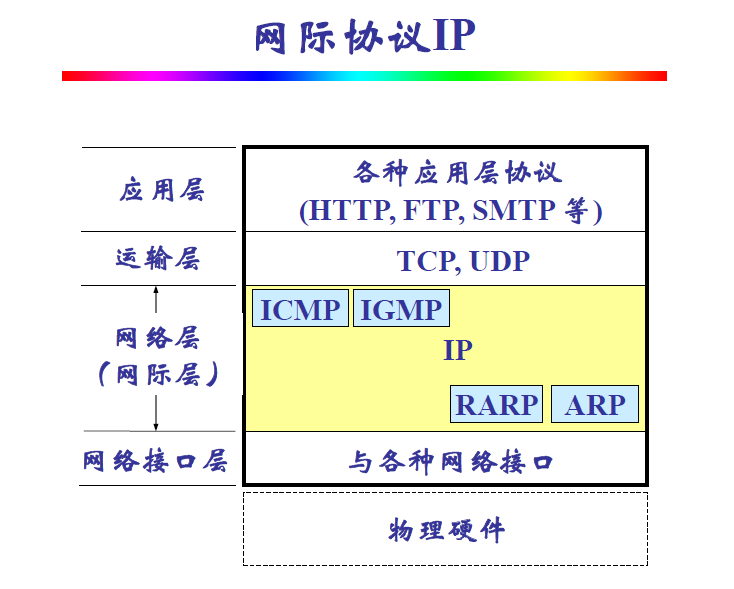 网际协议IP
应用层
各种应用层协议
(HTTP, FTP, SMTP 等)
运输层
TCP, UDP
网络层
(网际层)
ICMP
IGMP
IP
RARP
ARP
网络接口层
与各种网络接口
物理硬件